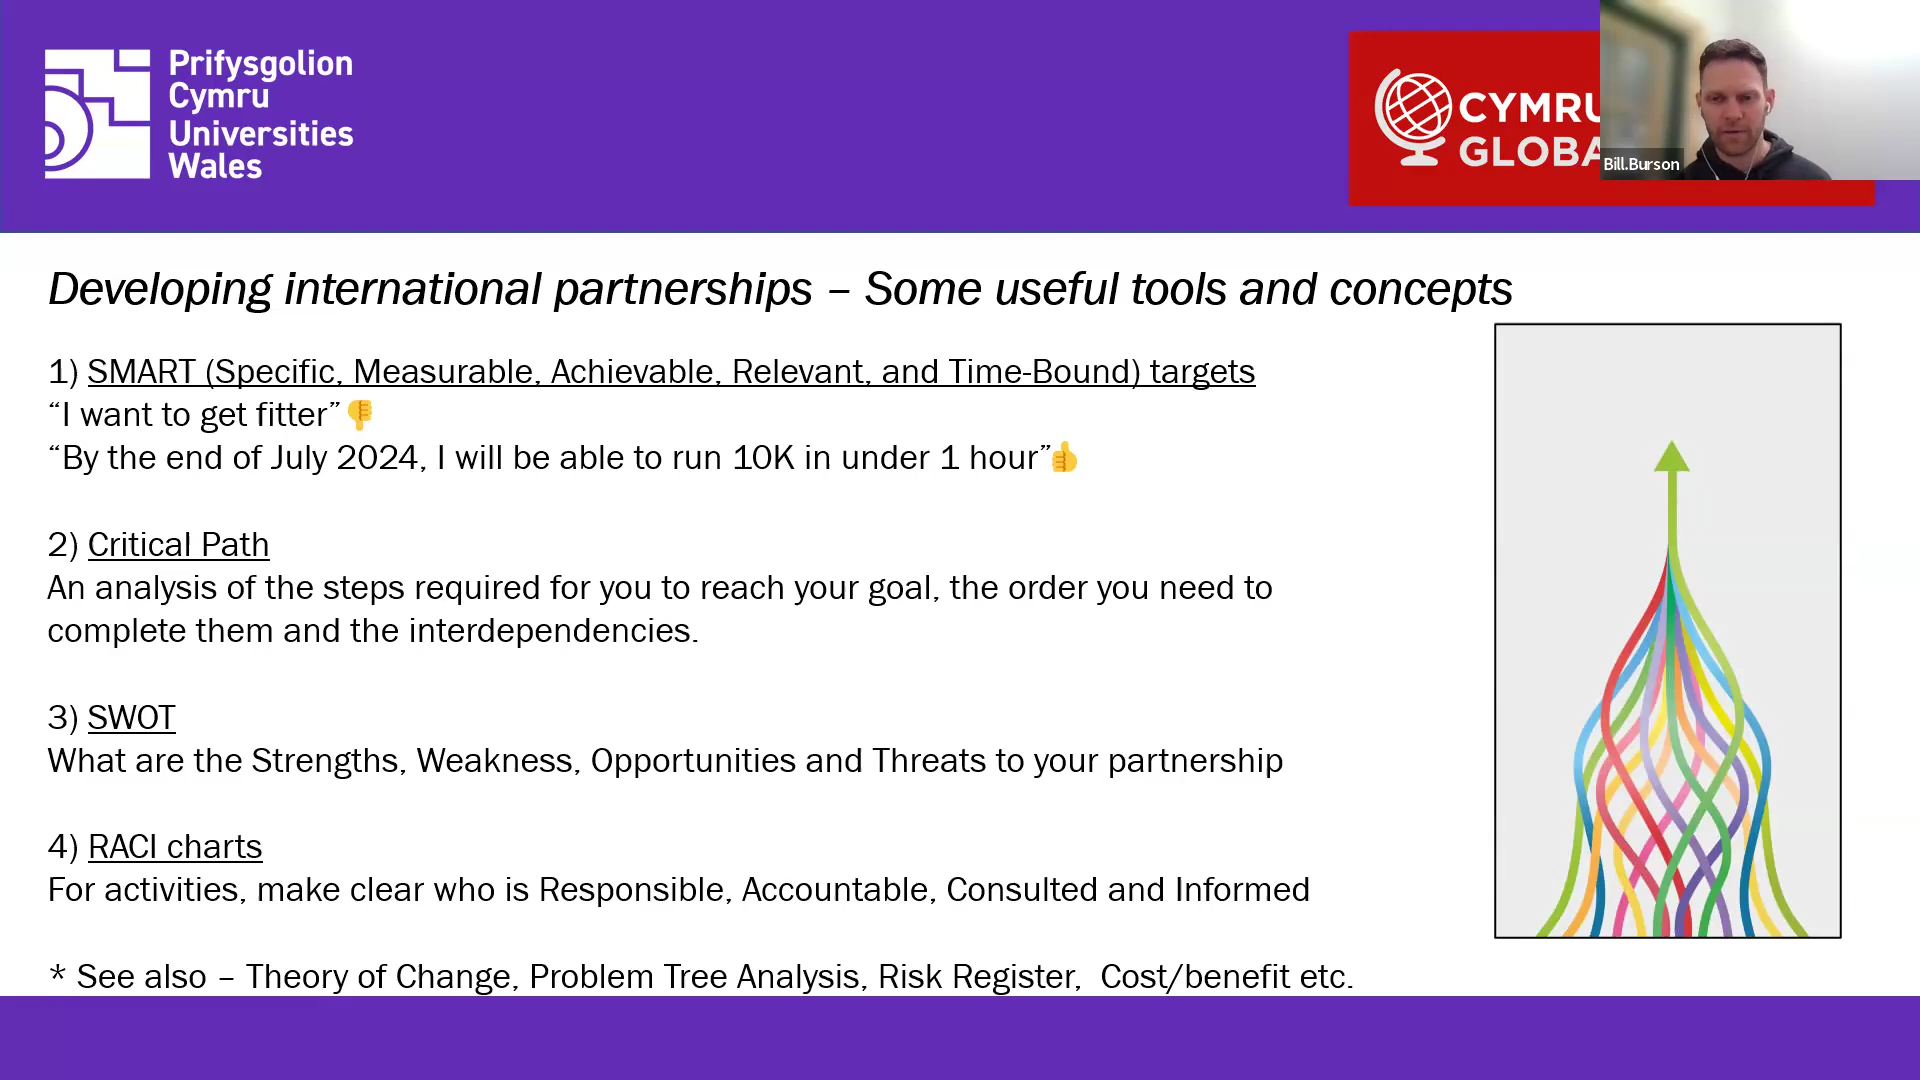 Prifysgolion
Cymru
Universities
Wales
CYMRU
GLOBA
Bill.Burson
Developing international partnerships – Some useful tools and concepts
1) SMART (Specific, Measurable, Achievable, Relevant, and Time-Bound) targets
“I want to get fitter”👎
“By the end of July 2024, I will be able to run 10K in under 1 hour”👍
2) Critical Path
An analysis of the steps required for you to reach your goal, the order you need to
complete them and the interdependencies.
3) SWOT
What are the Strengths, Weakness, Opportunities and Threats to your partnership
4) RACI charts
For activities, make clear who is Responsible, Accountable, Consulted and Informed
* See also – Theory of Change, Problem Tree Analysis, Risk Register, Cost/benefit etc.